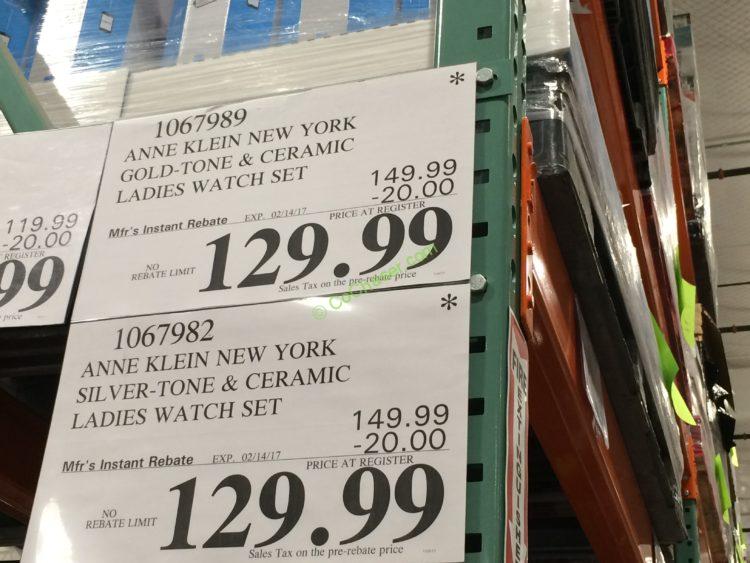 *
1067989
ANNE KLEIN NEW YORK
GOLD-TONE & CERAMIC
LADIES WATCH SET
149.99
-20.00
Mfr's Instant Rebate EXP. 02/14/17 PRICE AT REGISTER
NO
REBATE LIMIT
129.99
Sales Tax on the pre-rebate price
© CoChaser.com
119.99
-20.00
REGISTER
99
price
*
1067982
ANNE KLEIN NEW YORK
SILVER-TONE & CERAMIC
LADIES WATCH SET
149.99
-20.00
Mfr's Instant Rebate EXP. 02/14/17 PRICE AT REGISTER
NO
REBATE LIMIT
129.99
Sales Tax on the pre-rebate price